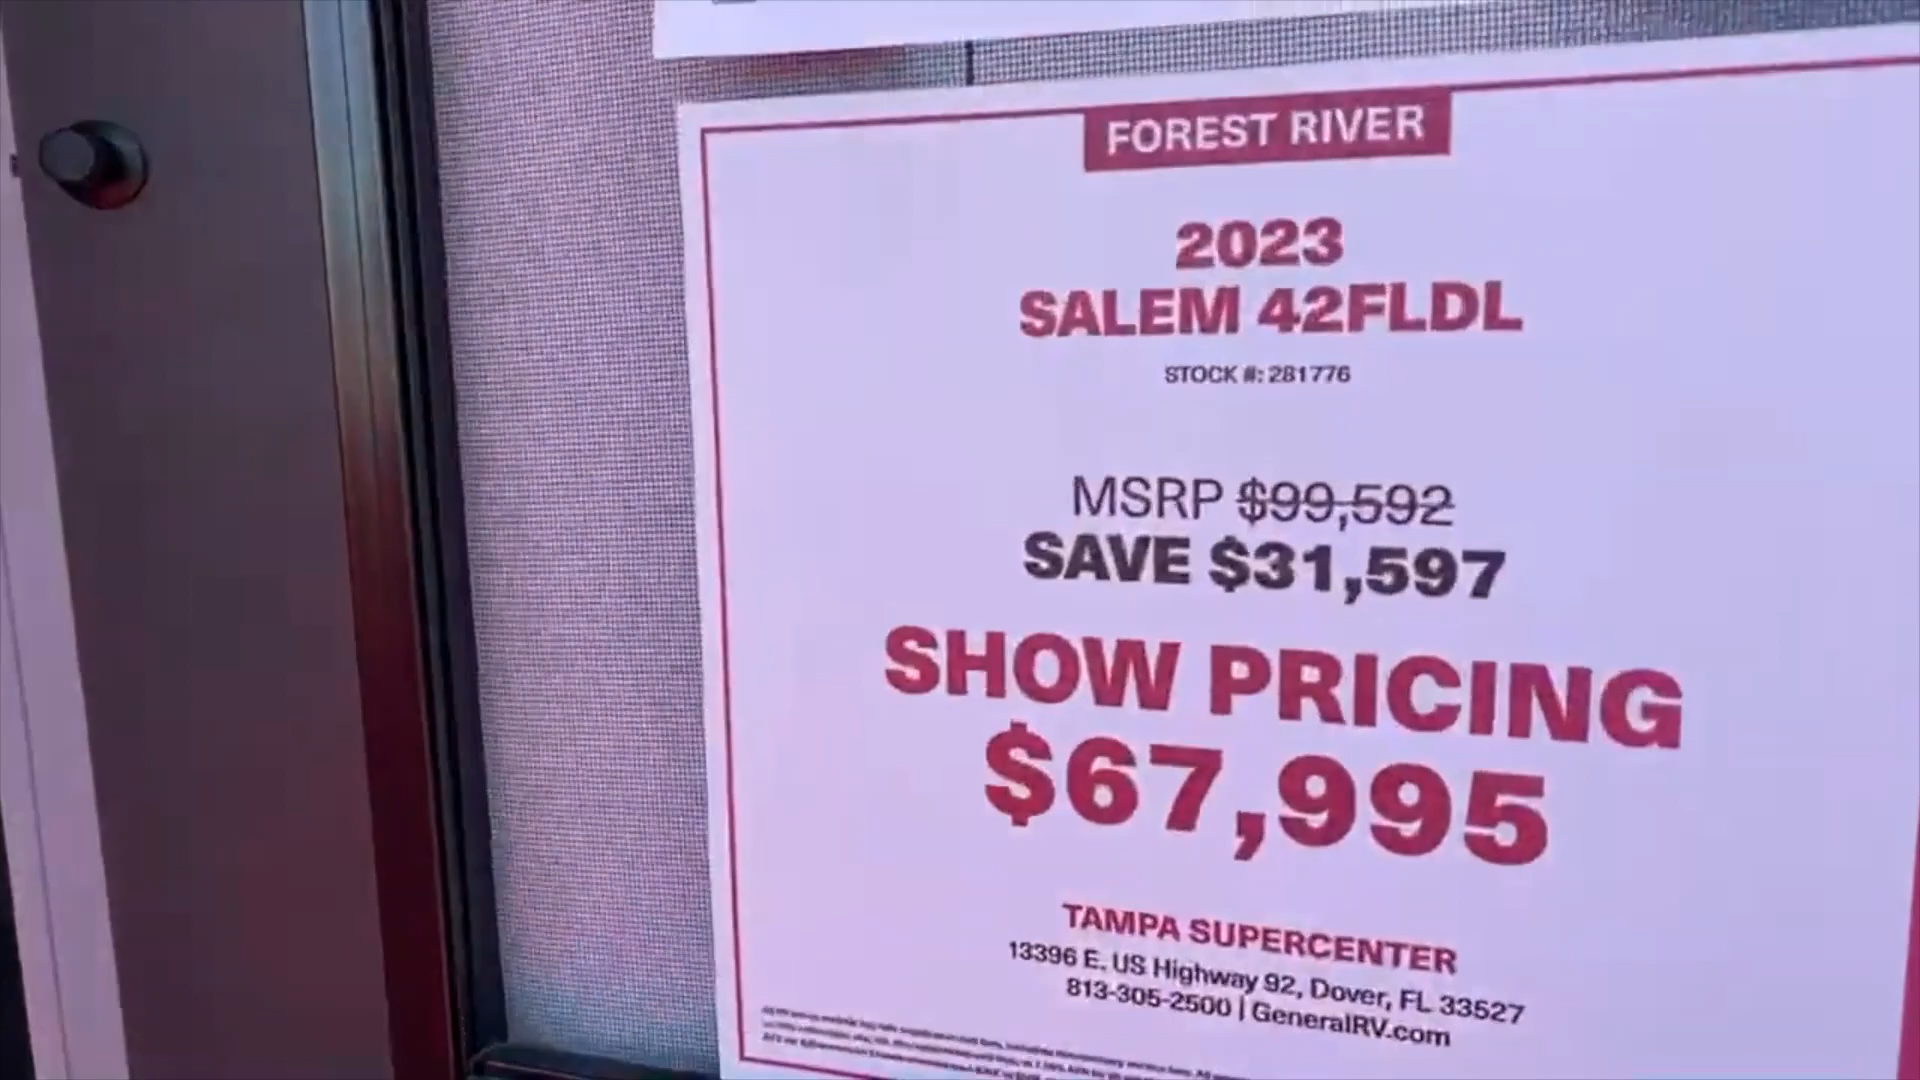 FOREST RIVER
2023
SALEM 42FLDL
STOCK #: 281776
MSRP $99,592
SAVE $31,597
SHOW PRICING
$67,995
TAMPA SUPERCENTER
13396 E. US Highway 92, Dover, FL 33527
813-305-2500 | GeneralRV.com